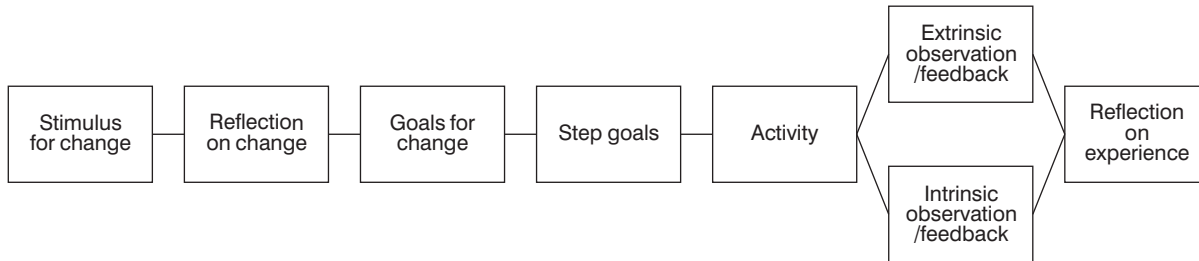 Stimulus
for change
Reflection
on change
Goals for
change
Step goals
Activity
Extrinsic
observation
/feedback
Intrinsic
observation
/feedback
Reflection
on
experience